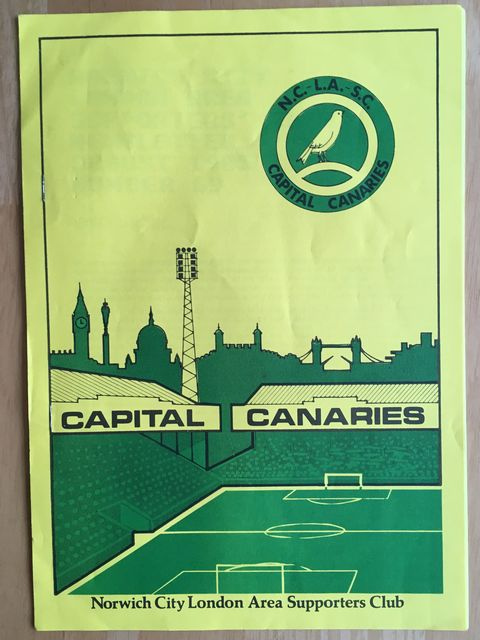 N.C.-L.A.-S.C.
CAPITAL CANARIES
CAPITAL CANARIES
Norwich City London Area Supporters Club